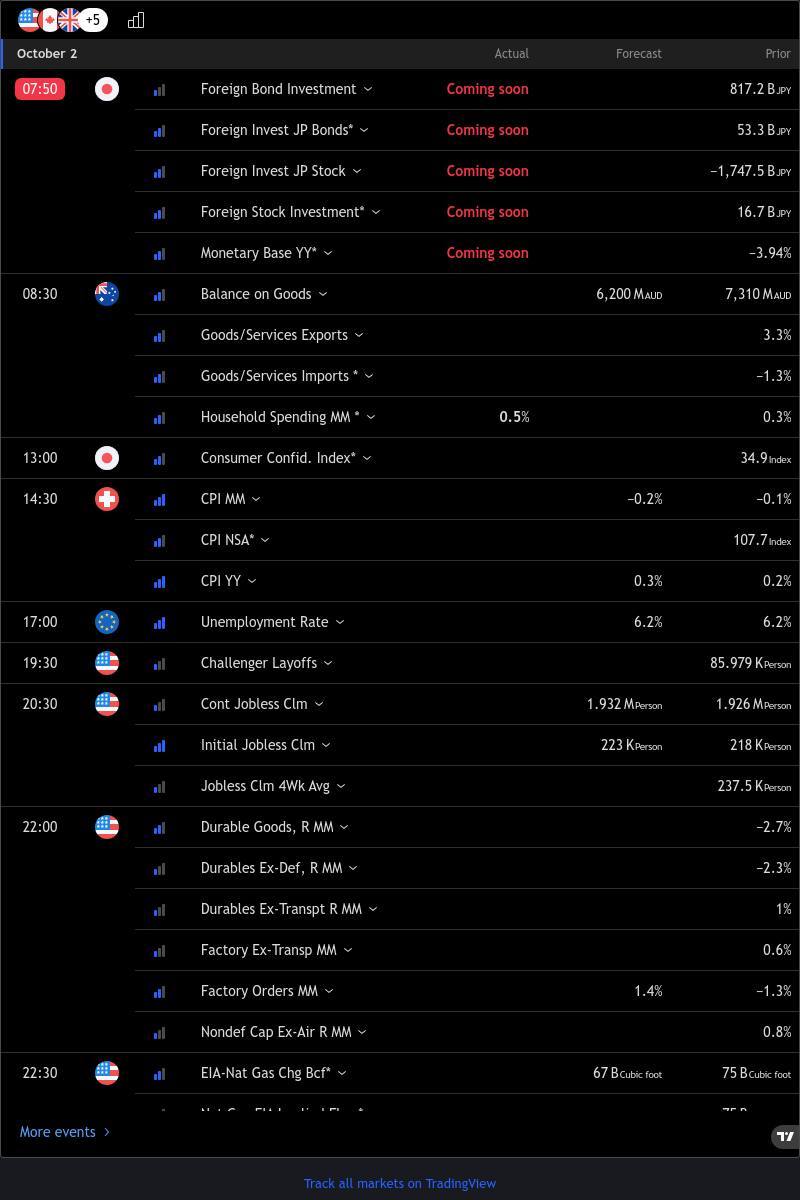 +5
October 2 Actual Forecast Prior
07:50 Foreign Bond Investment Coming soon 817.2 B JPY
Foreign Invest JP Bonds* Coming soon 53.3 B JPY
Foreign Invest JP Stock Coming soon −1,747.5 B JPY
Foreign Stock Investment* Coming soon 16.7 B JPY
Monetary Base YY* Coming soon −3.94%
08:30 Balance on Goods 6,200 M AUD 7,310 M AUD
Goods/Services Exports 3.3%
Goods/Services Imports * −1.3%
Household Spending MM * 0.5% 0.3%
13:00 Consumer Confid. Index* 34.9 Index
14:30 CPI MM −0.2% −0.1%
CPI NSA* 107.7 Index
CPI YY 0.3% 0.2%
17:00 Unemployment Rate 6.2% 6.2%
19:30 Challenger Layoffs 85.979 K Person
20:30 Cont Jobless Clm 1.932 M Person 1.926 M Person
Initial Jobless Clm 223 K Person 218 K Person
Jobless Clm 4Wk Avg 237.5 K Person
22:00 Durable Goods, R MM −2.7%
Durables Ex-Def, R MM −2.3%
Durables Ex-Transpt R MM 1%
Factory Ex-Transp MM 0.6%
Factory Orders MM 1.4% −1.3%
Nondef Cap Ex-Air R MM 0.8%
22:30 EIA-Nat Gas Chg Bcf* 67 B Cubic foot 75 B Cubic foot
More events
Track all markets on TradingView